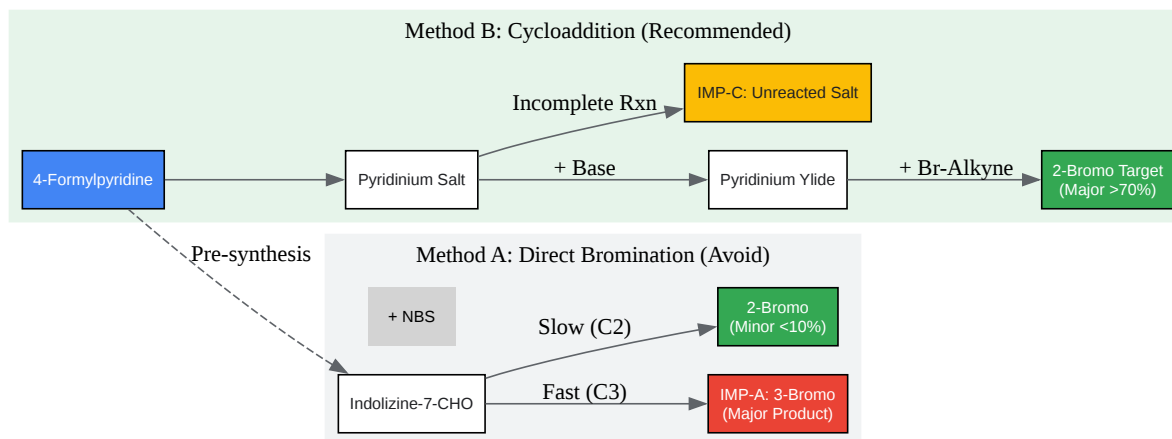 Method B: Cycloaddition (Recommended)
IMP-C: Unreacted Salt
Incomplete Rxn
4-Formylpyridine
Pyridinium Salt
+ Base
Pyridinium Ylide
+ Br-Alkyne
2-Bromo Target
(Major >70%)
Pre-synthesis
Method A: Direct Bromination (Avoid)
+ NBS
Slow (C2)
2-Bromo
(Minor <10%)
Indolizine-7-CHO
Fast (C3)
IMP-A: 3-Bromo
(Major Product)